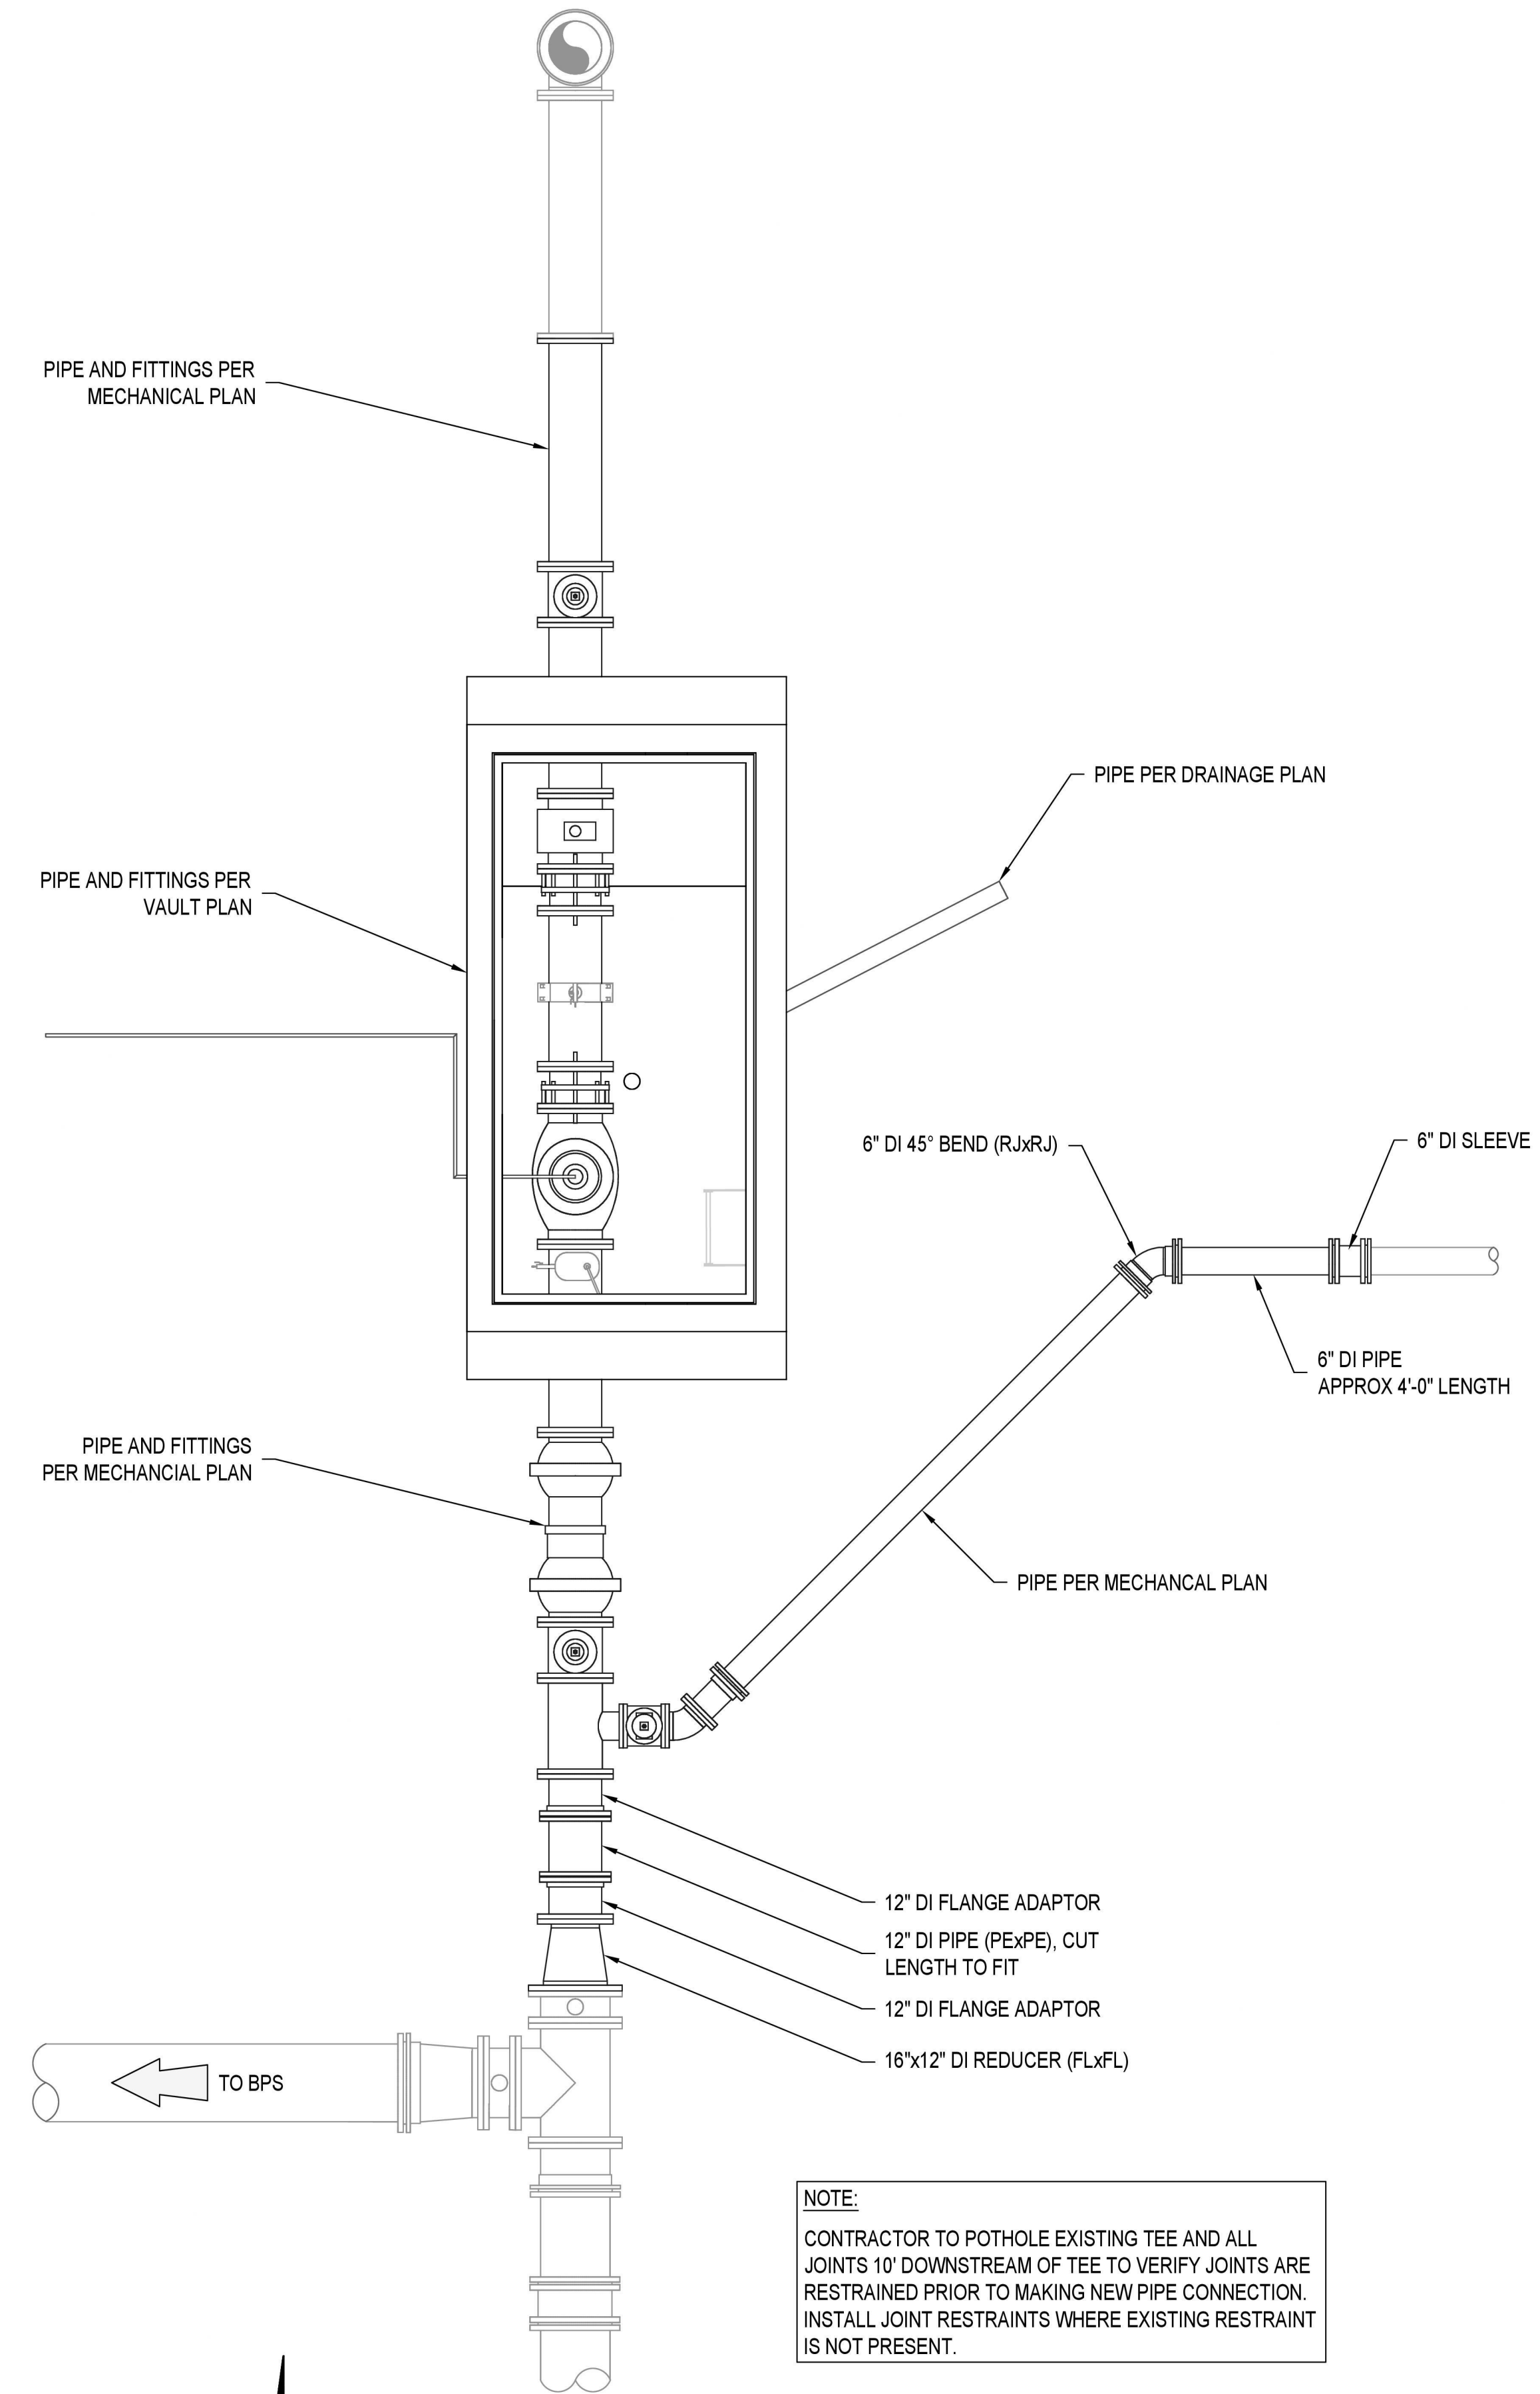 PIPE AND FITTINGS PER
MECHANICAL PLAN
PIPE PER DRAINAGE PLAN
PIPE AND FITTINGS PER
VAULT PLAN
6" DI 45° BEND (RJxRJ)
6" DI SLEEVE
6" DI PIPE
APPROX 4'-0" LENGTH
PIPE AND FITTINGS
PER MECHANCIAL PLAN
PIPE PER MECHANCAL PLAN
12" DI FLANGE ADAPTOR
12" DI PIPE (PExPE), CUT
LENGTH TO FIT
12" DI FLANGE ADAPTOR
16"x12" DI REDUCER (FLxFL)
TO BPS
NOTE:
CONTRACTOR TO POTHOLE EXISTING TEE AND ALL
JOINTS 10' DOWNSTREAM OF TEE TO VERIFY JOINTS ARE
RESTRAINED PRIOR TO MAKING NEW PIPE CONNECTION.
INSTALL JOINT RESTRAINTS WHERE EXISTING RESTRAINT
IS NOT PRESENT.